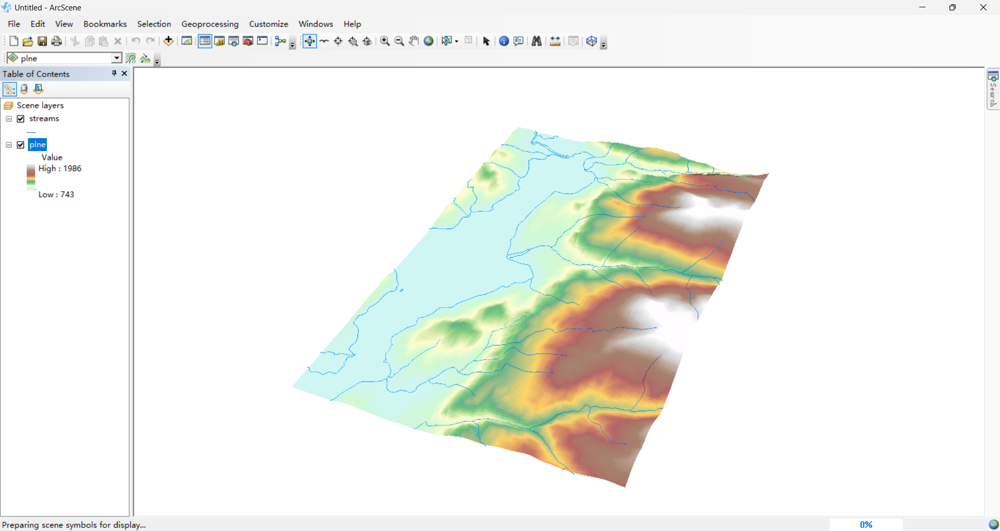 Untitled - ArcScene
File Edit View Bookmarks Selection Geoprocessing Customize Windows Help
plne
Table of Contents
Scene layers
streams
plne
Value
High : 1986
Low : 743
Search
Preparing scene symbols for display...
0%